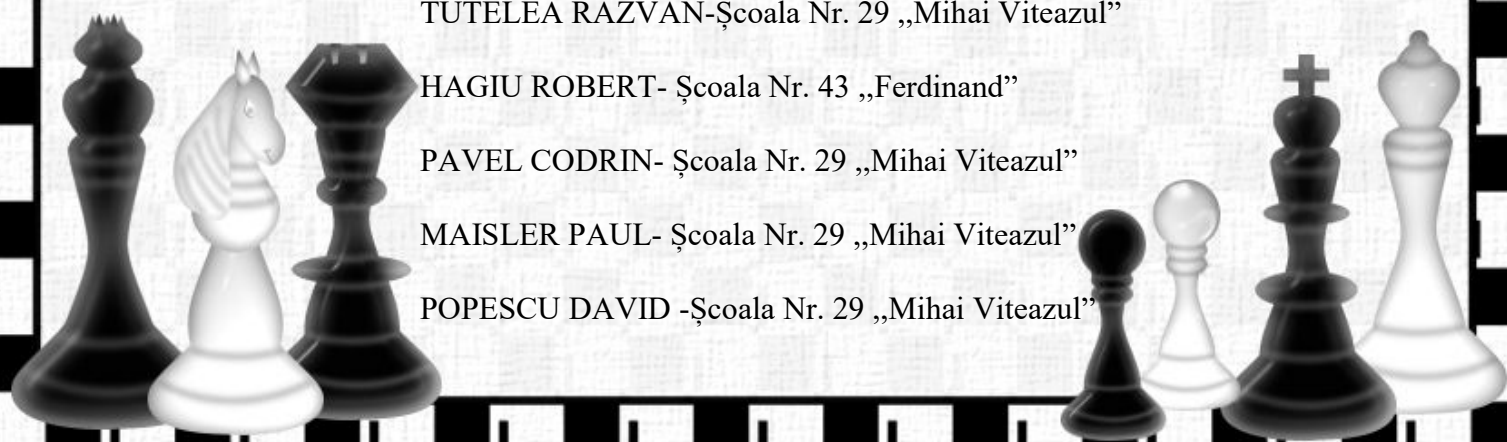 TUTELEA RAZVAN-Școala Nr. 29 ,,Mihai Viteazul”
HAGIU ROBERT- Școala Nr. 43 ,,Ferdinand”
PAVEL CODRIN- Școala Nr. 29 ,,Mihai Viteazul”
MAISLER PAUL- Școala Nr. 29 ,,Mihai Viteazul”
POPESCU DAVID -Școala Nr. 29 ,,Mihai Viteazul”